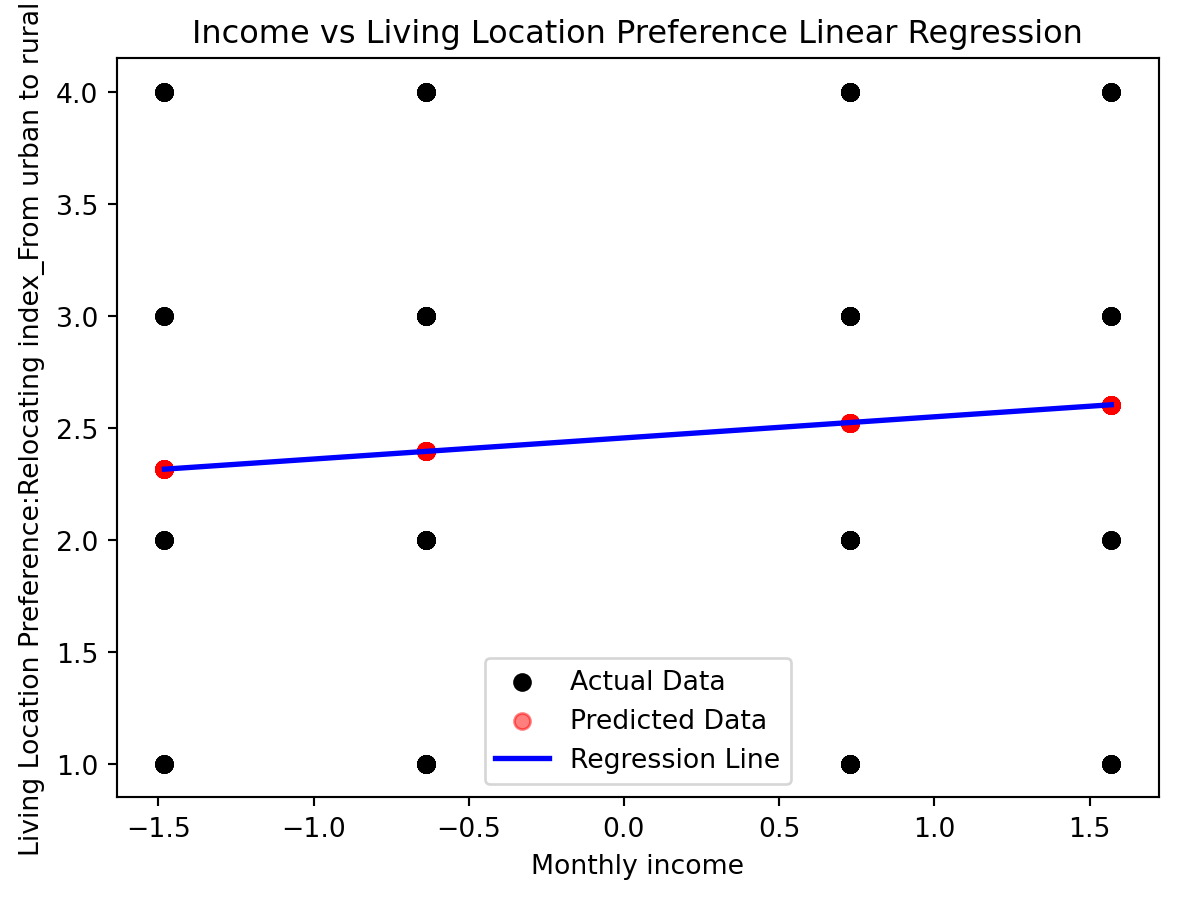 Income vs Living Location Preference Linear Regression
Living Location Preference:Relocating index_From urban to rural
4.0
3.5
3.0
2.5
2.0
1.5
1.0
Actual Data
Predicted Data
Regression Line
−1.5 −1.0 −0.5 0.0 0.5 1.0 1.5
Monthly income